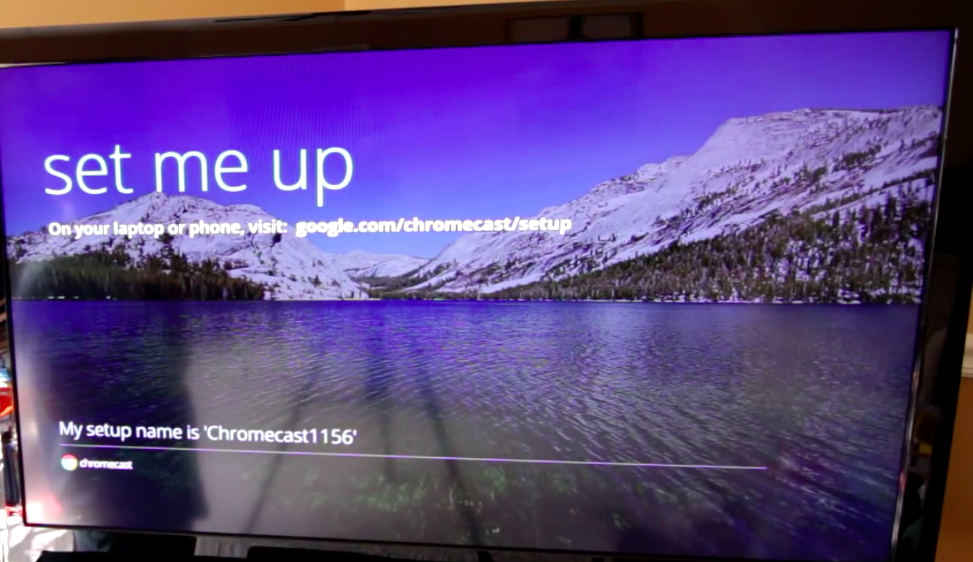 set me up
On your laptop or phone, visit: google.com/chromecast/setup
My setup name is 'Chromecast1156'
chromecast